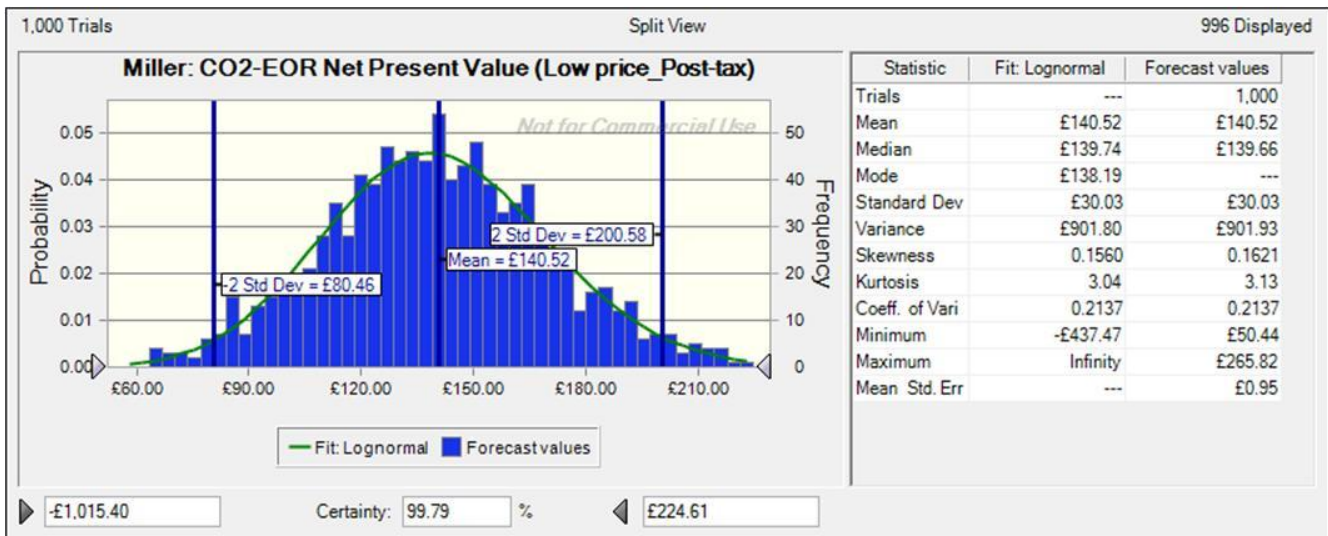 1,000 Trials Split View 996 Displayed
Miller: CO2-EOR Net Present Value (Low price_Post-tax)
Not for Commercial Use
Probability
0.05
0.04
0.03
0.02
0.01
0.00
Frequency
50
40
30
20
10
0
2 Std Dev = £200.58
Mean = £140.52
-2 Std Dev = £80.46
£60.00 £90.00 £120.00 £150.00 £180.00 £210.00
Fit: Lognormal Forecast values
Statistic Fit: Lognormal Forecast values
Trials --- 1,000
Mean £140.52 £140.52
Median £139.74 £139.66
Mode £138.19 ---
Standard Dev £30.03 £30.03
Variance £901.80 £901.93
Skewness 0.1560 0.1621
Kurtosis 3.04 3.13
Coeff. of Vari 0.2137 0.2137
Minimum -£437.47 £50.44
Maximum Infinity £265.82
Mean Std. Err --- £0.95
-£1,015.40 Certainty: 99.79 % £224.61